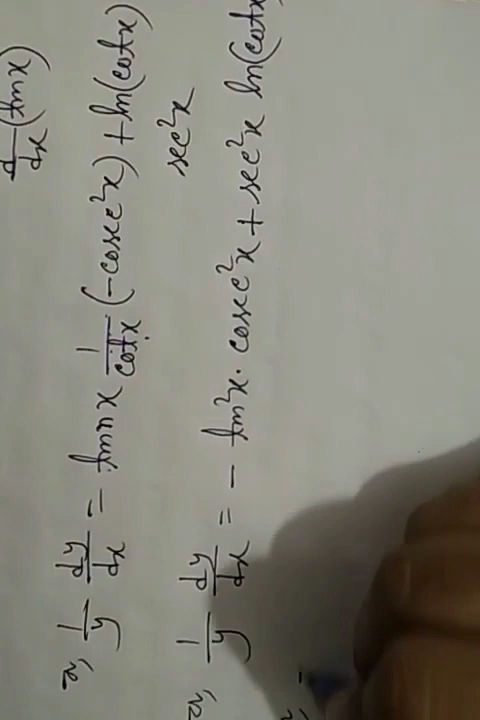 d/dx (tan x)
বা, 1/y dy/dx = tan x 1/cot x (-cosec²x) + ln(cot x)
sec²x
বা, 1/y dy/dx = - tan²x · cosec²x + sec²x ln(cot x